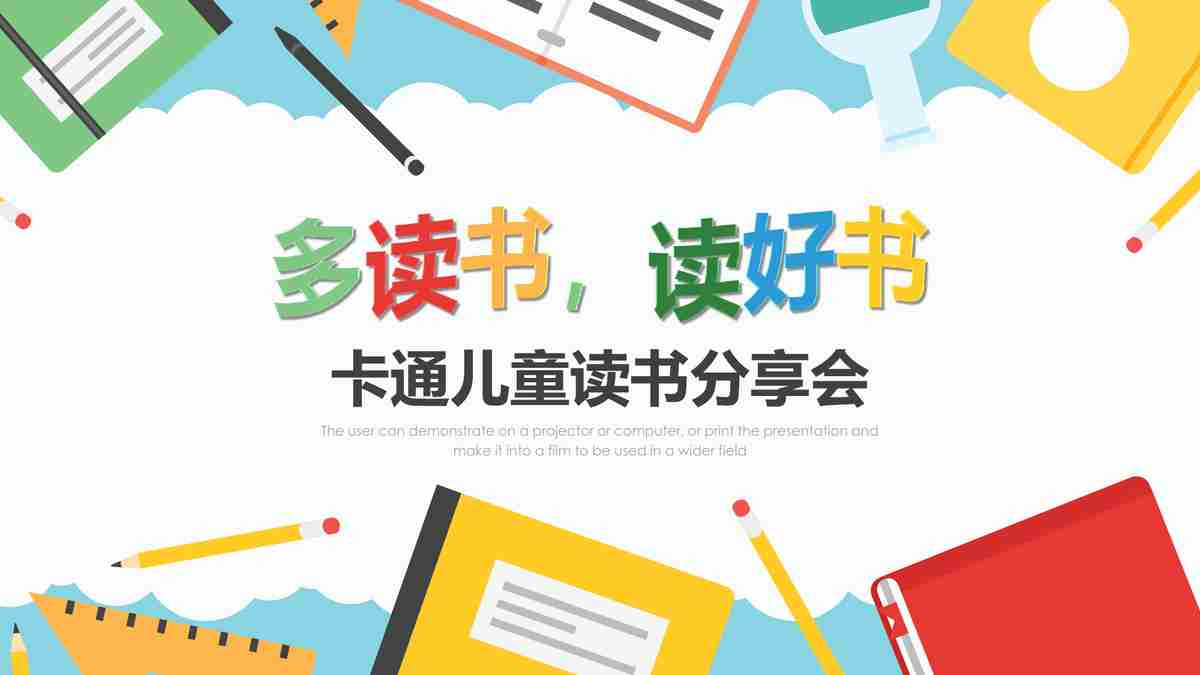 多读书，读好书
卡通儿童读书分享会
The user can demonstrate on a projector or computer, or print the presentation and
make it into a film to be used in a wider field